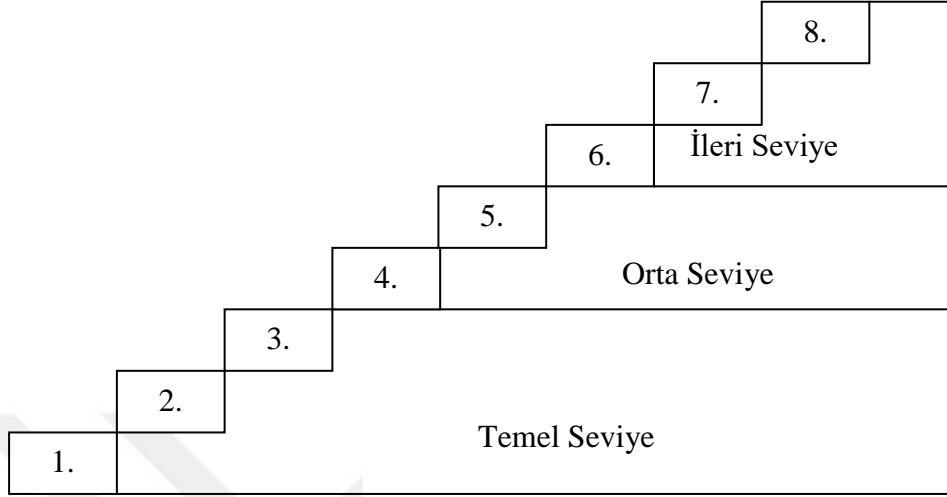 8.
7.
6.
İleri Seviye
5.
4.
Orta Seviye
3.
2.
Temel Seviye
1.